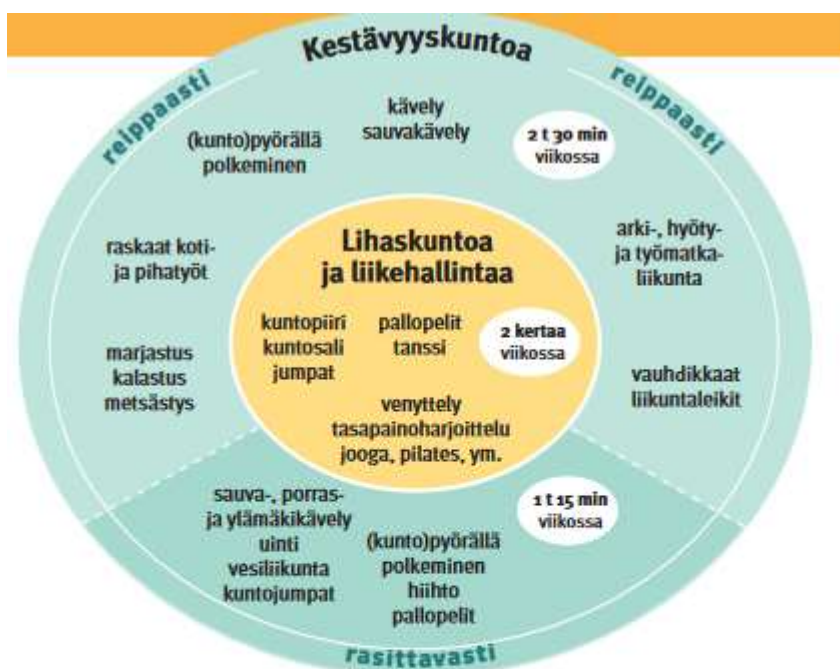 Kestävyyskuntoa
reippaasti
reippaasti
kävely
sauvakävely
2 t 30 min
viikossa
(kunto)pyörällä
polkeminen
raskaat koti-
ja pihatyöt
arki-, hyöty-
ja työmatka-
liikunta
marjastus
kalastus
metsästys
vauhdikkaat
liikuntaleikit
Lihaskuntoa
ja liikehallintaa
kuntopiiri
kuntosali
jumpat
pallopelit
tanssi
2 kertaa
viikossa
venyttely
tasapainoharjoittelu
jooga, pilates, ym.
sauva-, porras-
ja ylämäkikävely
uinti
vesiliikunta
kuntojumpat
(kunto)pyörällä
polkeminen
hiihto
pallopelit
1 t 15 min
viikossa
rasittavasti